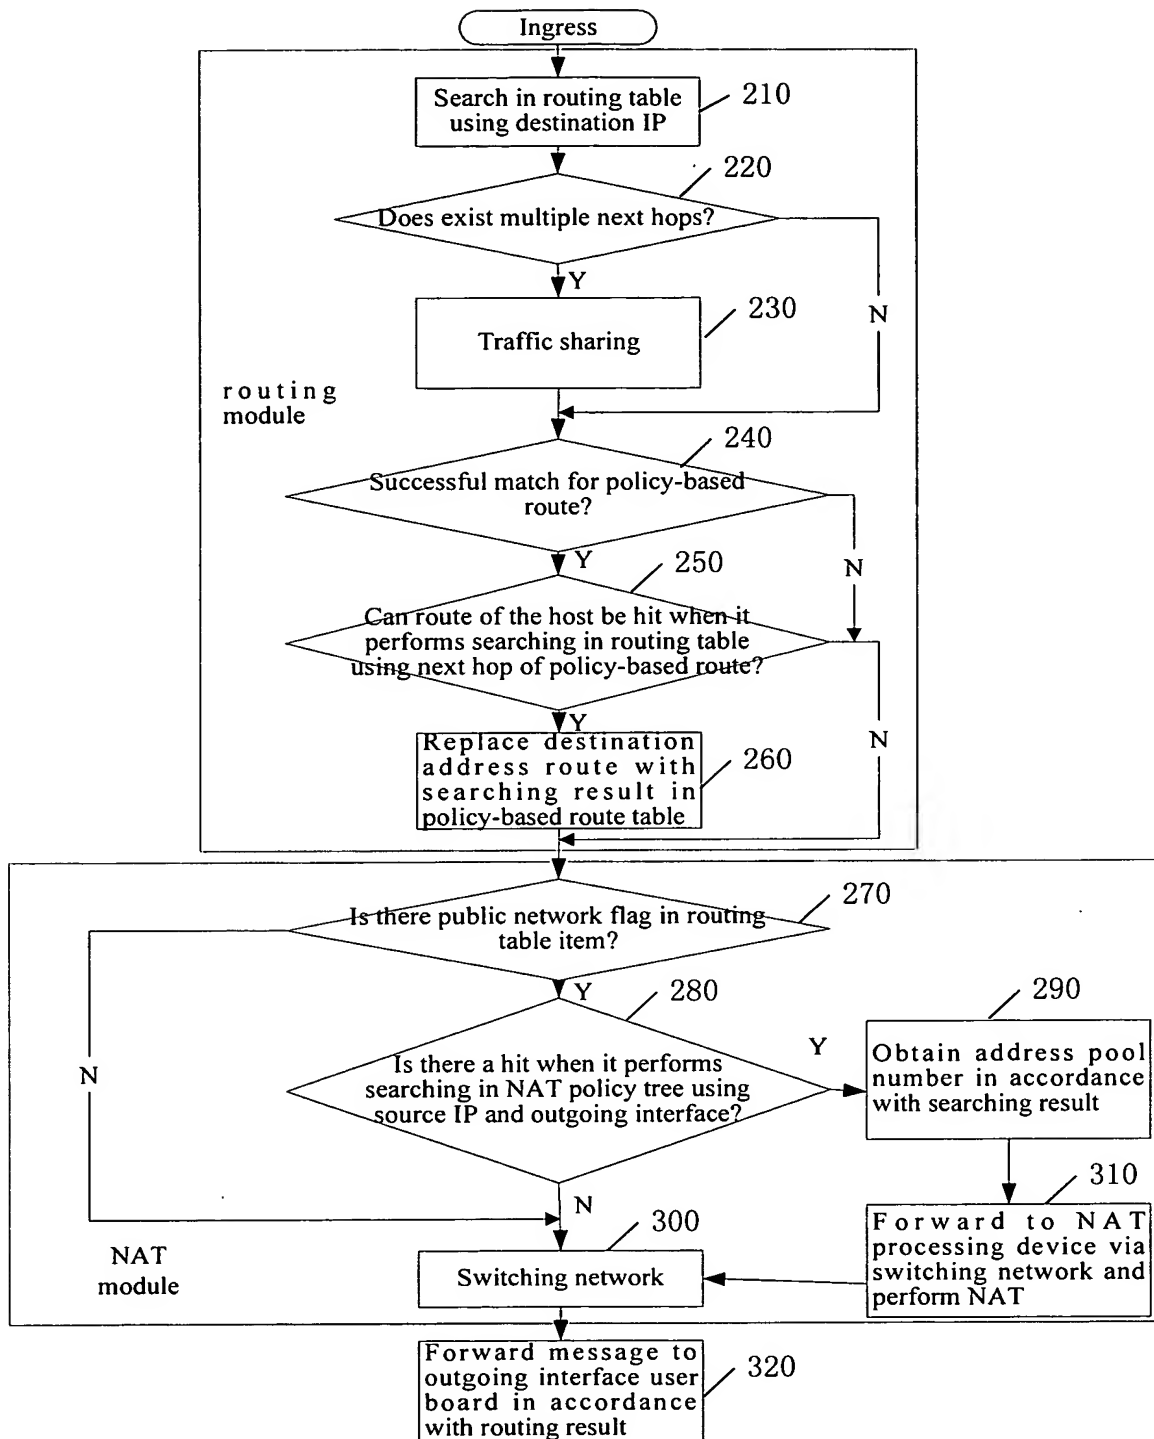 Ingress
Search in routing table
using destination IP
210
220
Does exist multiple next hops?
Y
N
Traffic sharing
230
routing
module
240
Successful match for policy-based
route?
Y
N
250
Can route of the host be hit when it
performs searching in routing table
using next hop of policy-based route?
Y
N
Replace destination
address route with
searching result in
policy-based route table
260
270
Is there public network flag in routing
table item?
Y
N
280
Is there a hit when it performs
searching in NAT policy tree using
source IP and outgoing interface?
Y
290
Obtain address pool
number in accordance
with searching result
N
310
Forward to NAT
processing device via
switching network and
perform NAT
300
Switching network
NAT
module
Forward message to
outgoing interface user
board in accordance
with routing result
320